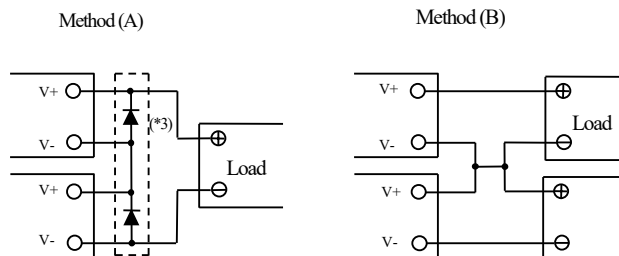 Method (A)
Method (B)
V+
V-
V+
V-
(*3)
Load
V+
V-
V+
V-
Load